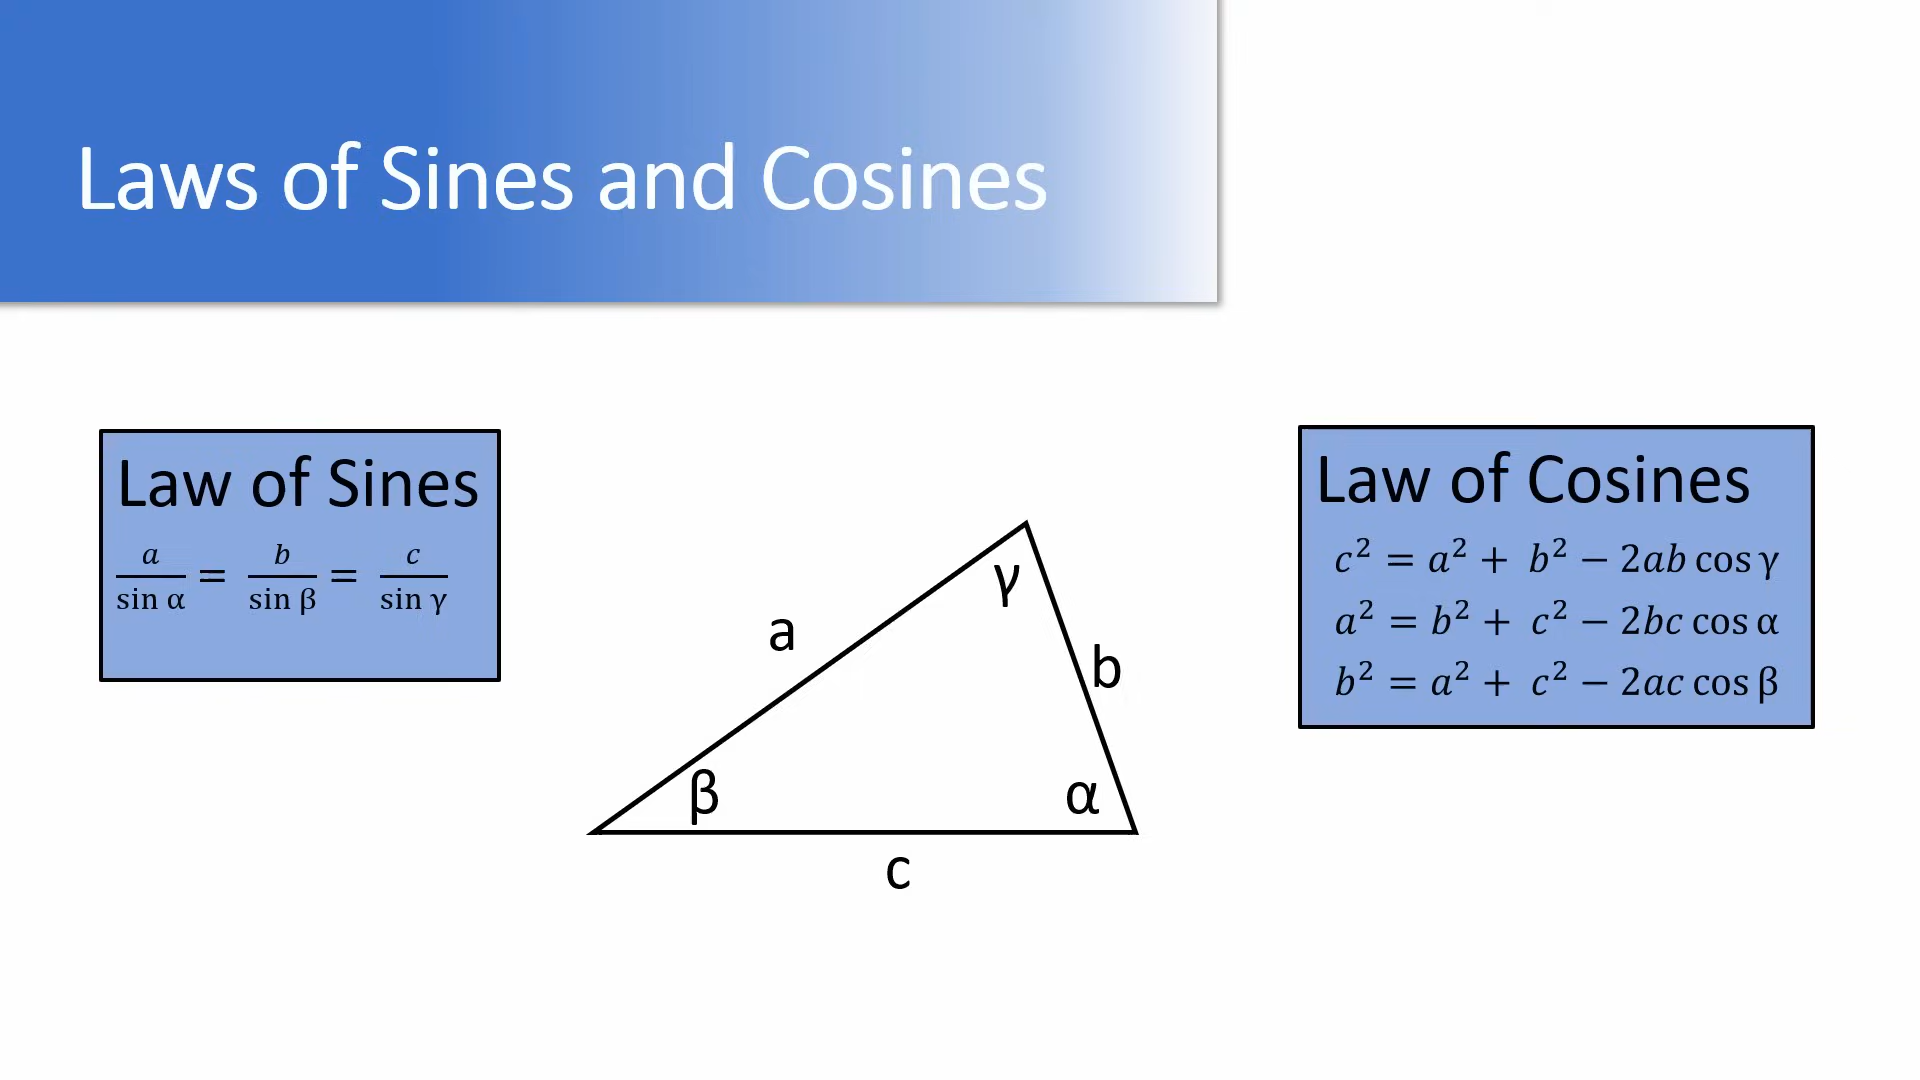 Laws of Sines and Cosines
Law of Sines
a/sin α = b/sin β = c/sin γ
Law of Cosines
c² = a² + b² − 2ab cos γ
a² = b² + c² − 2bc cos α
b² = a² + c² − 2ac cos β
γ
a
b
β
α
c